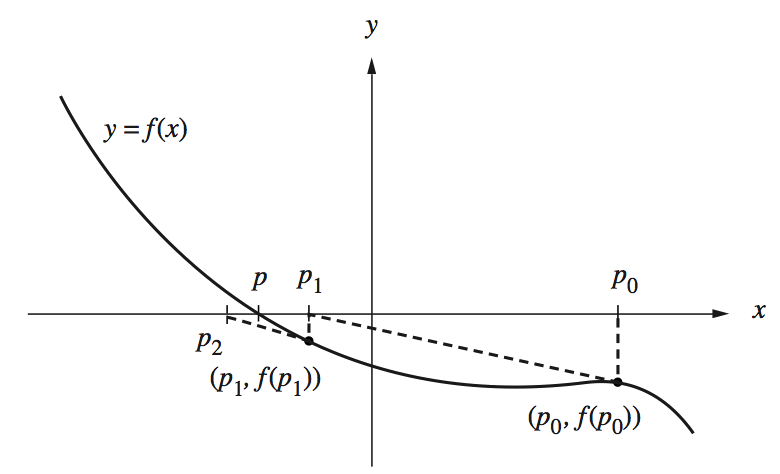 y
y = f(x)
p
p₁
p₀
x
p₂
(p₁, f(p₁))
(p₀, f(p₀))